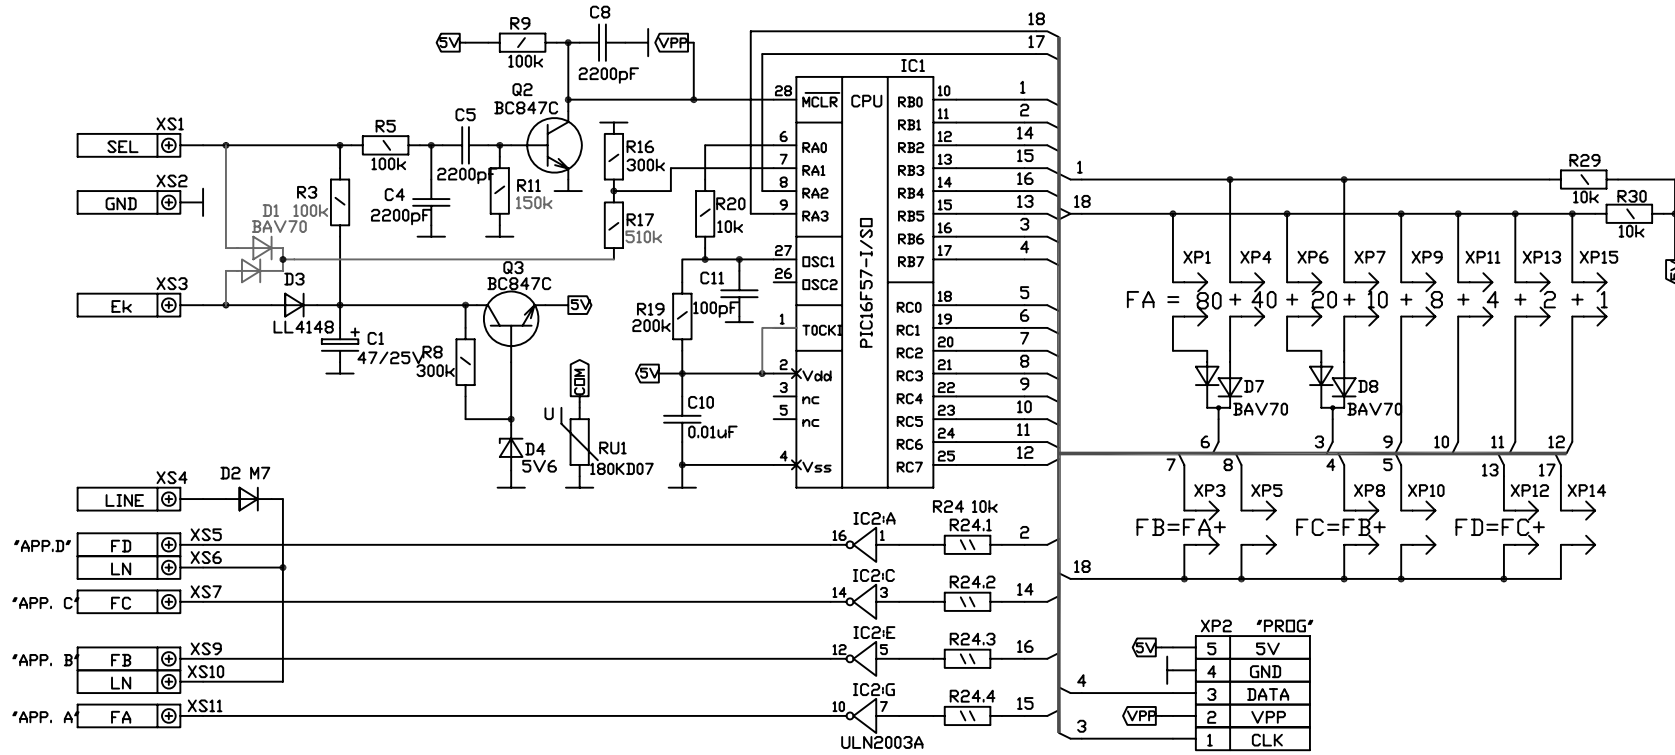 18
17
R9
5V
100k
C8
VPP
2200pF
Q2
BC847C
IC1
28
MCLR
CPU
RB0
10
1
XS1
SEL
R5
100k
C5
2200pF
6
RA0
RB1
11
2
R16
300k
7
RA1
RB2
12
14
RB3
13
15
XS2
GND
R3
100k
C4
2200pF
R11
150k
8
RA2
RB4
14
16
R20
10k
9
RA3
RB5
15
13
D1
BAV70
R17
510k
RB6
16
3
27
OSC1
RB7
17
4
26
OSC2
C11
100pF
XS3
Ek
D3
LL4148
Q3
BC847C
5V
R19
200k
PIC16F57-I/SO
RC0
18
5
1
TOCKI
RC1
19
6
C1
+
47/25V
R8
300k
RC2
20
7
5V
2
Vdd
RC3
21
8
COM
3
nc
RC4
22
9
C10
0.01uF
5
nc
RC5
23
10
U
RU1
180KD07
D4
5V6
RC6
24
11
4
Vss
RC7
25
12
1
18
R29
10k
R30
10k
XP1
XP4
XP6
XP7
XP9
XP11
XP13
XP15
FA = 80 + 40 + 20 + 10 + 8 + 4 + 2 + 1
D7
BAV70
D8
BAV70
6
3
9
10
11
12
7
8
4
5
13
17
XP3
XP5
XP8
XP10
XP12
XP14
FB=FA+
FC=FB+
FD=FC+
18
XS4
LINE
D2 M7
"APP.D"
FD
XS5
LN
XS6
16
IC2:A
1
R24 10k
R24.1
2
"APP. C"
FC
XS7
14
IC2:C
3
R24.2
14
"APP. B"
FB
XS9
LN
XS10
12
IC2:E
5
R24.3
16
"APP. A"
FA
XS11
10
IC2:G
7
ULN2003A
R24.4
15
XP2 "PROG"
5V
5
5V
4
GND
4
3
DATA
VPP
2
VPP
3
1
CLK